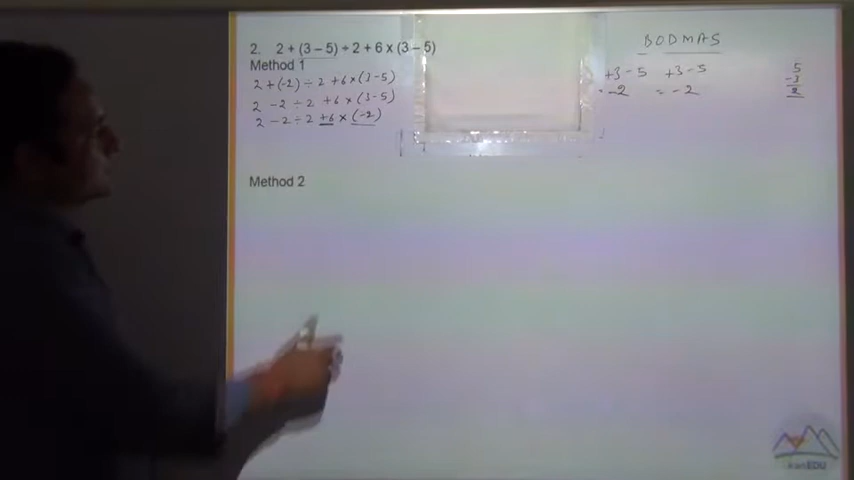 2. 2 + (3 – 5) ÷ 2 + 6 x (3 – 5)
Method 1
2 + (-2) ÷ 2 + 6 × (3 - 5)
2 - 2 ÷ 2 + 6 × (3 - 5)
2 - 2 ÷ 2 + 6 × (-2)
BODMAS
+3 - 5 +3 - 5
= -2 = -2
5
-3
2
Method 2